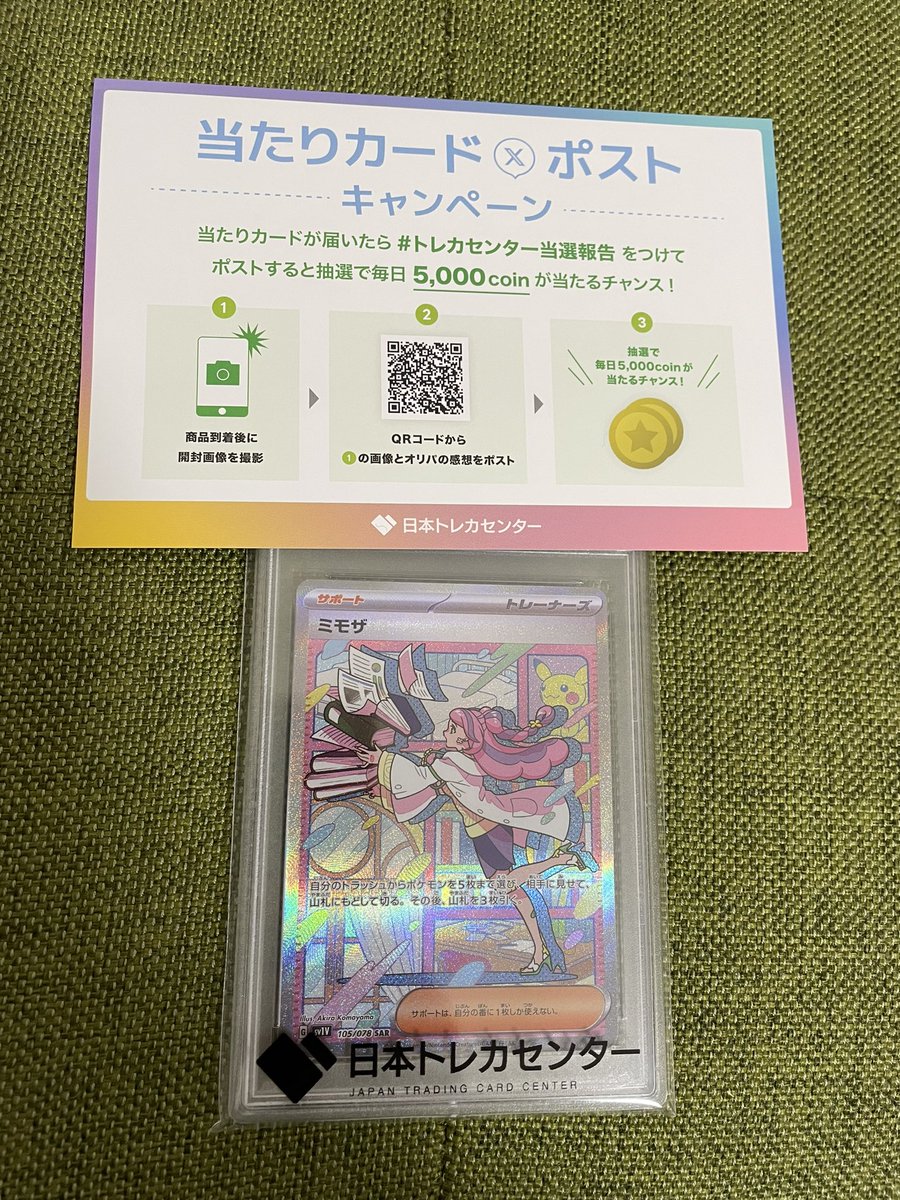 当たりカード X ポスト
キャンペーン
当たりカードが届いたら #トレカセンター当選報告 をつけて
ポストすると抽選で毎日 5,000coin が当たるチャンス!
1
商品到着後に
開封画像を撮影
2
QRコードから
1の画像とオリパの感想をポスト
3
抽選で
毎日5,000coinが
当たるチャンス!
日本トレカセンター
サポート トレーナーズ
ミモザ
自分のトラッシュからポケモンを5枚まで選び、相手に見せて、
山札にもどして切る。その後、山札を3枚引く。
サポートは、自分の番に1枚しか使えない。
Illus. Akira Komayama
G SV1V 105/078 SAR
日本トレカセンター
JAPAN TRADING CARD CENTER